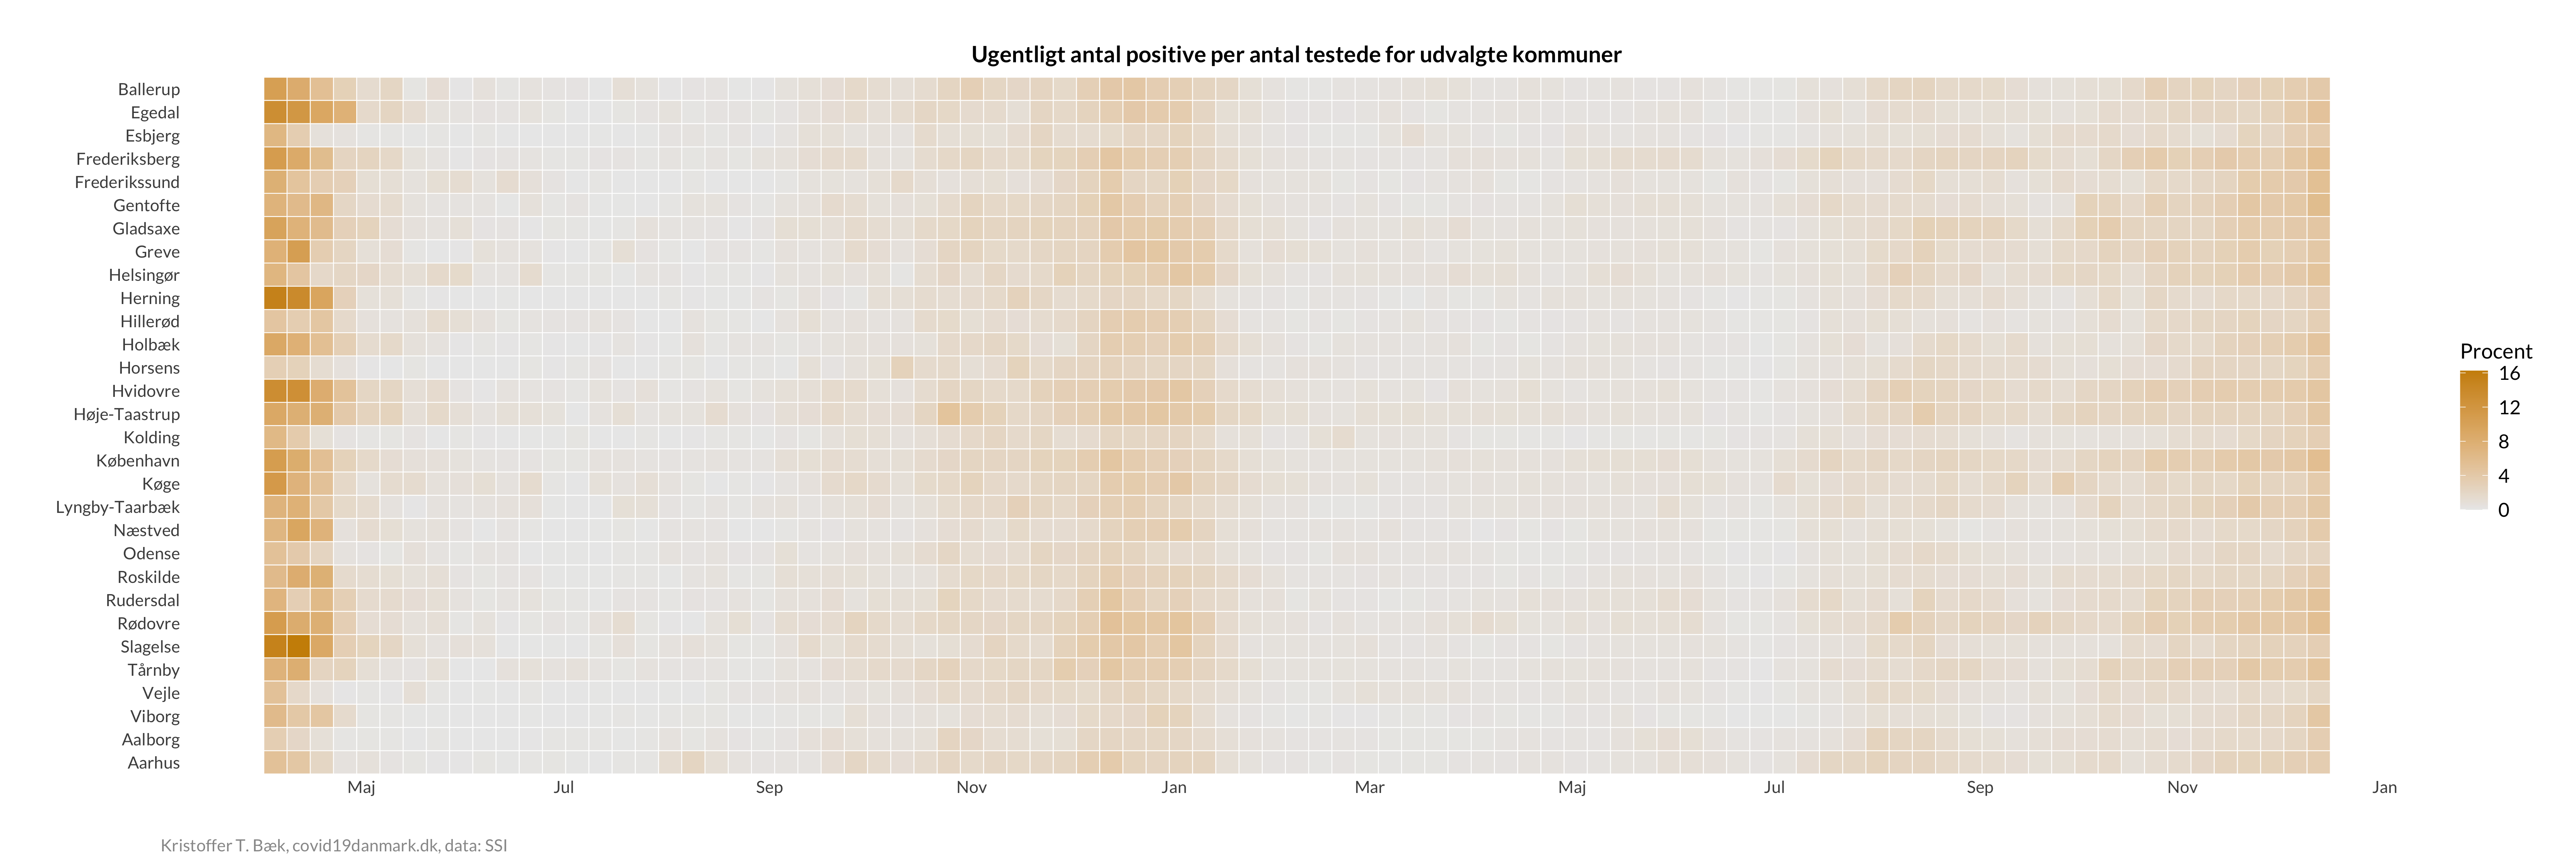 Ugentligt antal positive per antal testede for udvalgte kommuner
Ballerup
Egedal
Esbjerg
Frederiksberg
Frederikssund
Gentofte
Gladsaxe
Greve
Helsingør
Herning
Hillerød
Holbæk
Horsens
Hvidovre
Høje-Taastrup
Kolding
København
Køge
Lyngby-Taarbæk
Næstved
Odense
Roskilde
Rudersdal
Rødovre
Slagelse
Tårnby
Vejle
Viborg
Aalborg
Aarhus
Maj Jul Sep Nov Jan Mar Maj Jul Sep Nov Jan
Procent
16
12
8
4
0
Kristoffer T. Bæk, covid19danmark.dk, data: SSI